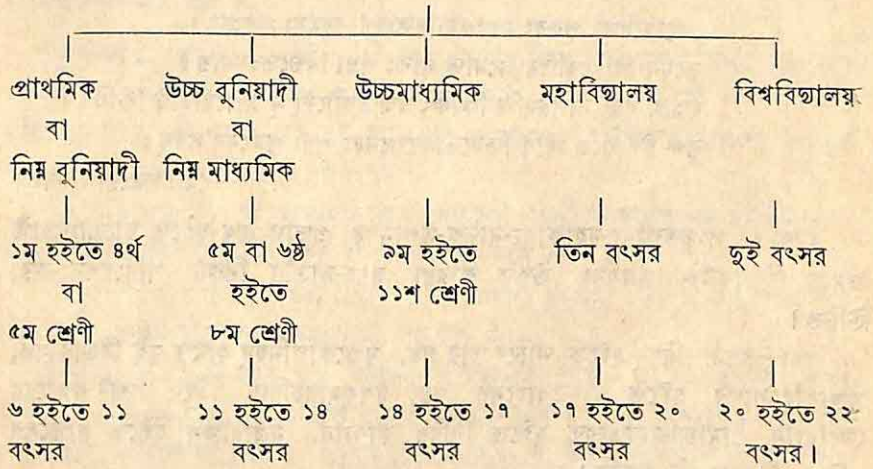 প্রাথমিক উচ্চ বুনিয়াদী উচ্চমাধ্যমিক মহাবিদ্যালয় বিশ্ববিদ্যালয়
বা বা
নিম্ন বুনিয়াদী নিম্ন মাধ্যমিক
১ম হইতে ৪র্থ ৫ম বা ৬ষ্ঠ ৯ম হইতে তিন বৎসর দুই বৎসর
বা হইতে ১১শ শ্রেণী
৫ম শ্রেণী ৮ম শ্রেণী
৬ হইতে ১১ ১১ হইতে ১৪ ১৪ হইতে ১৭ ১৭ হইতে ২০ ২০ হইতে ২২
বৎসর বৎসর বৎসর বৎসর বৎসর।